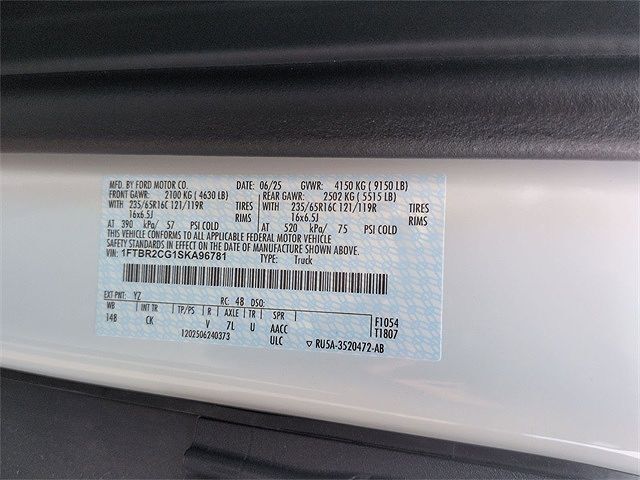 MFD. BY FORD MOTOR CO. DATE: 06/25 GVWR: 4150 KG ( 9150 LB)
FRONT GAWR: 2100 KG ( 4630 LB) REAR GAWR: 2502 KG ( 5515 LB)
WITH 235/65R16C 121/119R TIRES WITH 235/65R16C 121/119R TIRES
16x6.5J RIMS 16x6.5J RIMS
AT 390 kPa/ 57 PSI COLD AT 520 kPa/ 75 PSI COLD
THIS VEHICLE CONFORMS TO ALL APPLICABLE FEDERAL MOTOR VEHICLE
SAFETY STANDARDS IN EFFECT ON THE DATE OF MANUFACTURE SHOWN ABOVE.
VIN: 1FTBR2CG1SKA96781 TYPE: Truck
EXT PNT: YZ RC: 48 DSO:
WB INT TR TP/PS R AXLE TR SPR F1054
148 CK V 7L U AACC T1807
1202506240373 ULC ▽ RU5A-3520472-AB